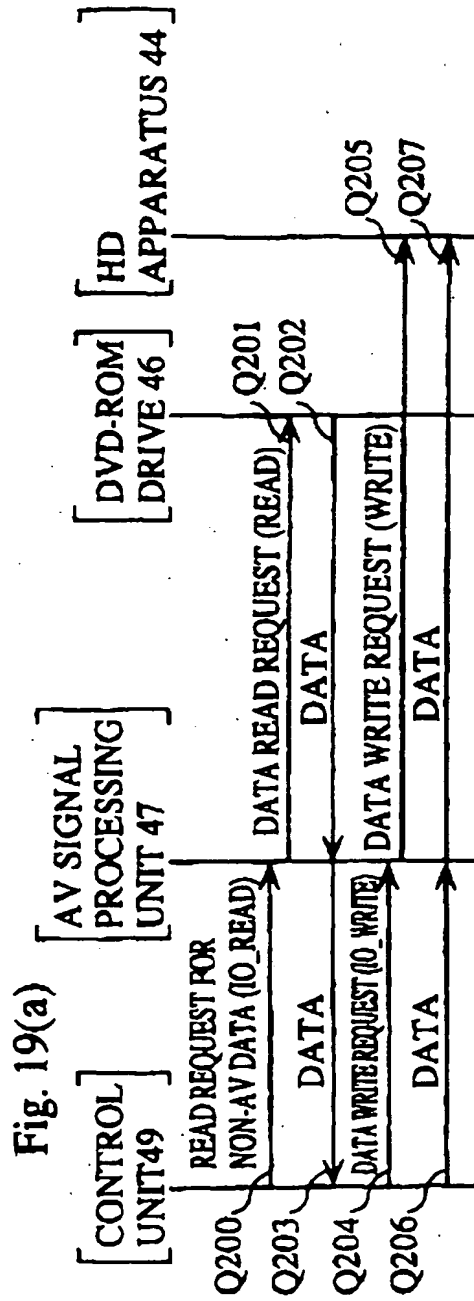 Fig. 19(a)
CONTROL
UNIT49
AV SIGNAL
PROCESSING
UNIT 47
DVD-ROM
DRIVE 46
HD
APPARATUS 44
Q200
READ REQUEST FOR
NON-AV DATA (IO_READ)
DATA READ REQUEST (READ)
Q201
Q202
Q203
DATA
DATA
Q204
DATA WRITE REQUEST (IO_WRITE)
DATA WRITE REQUEST (WRITE)
Q205
Q206
DATA
DATA
Q207